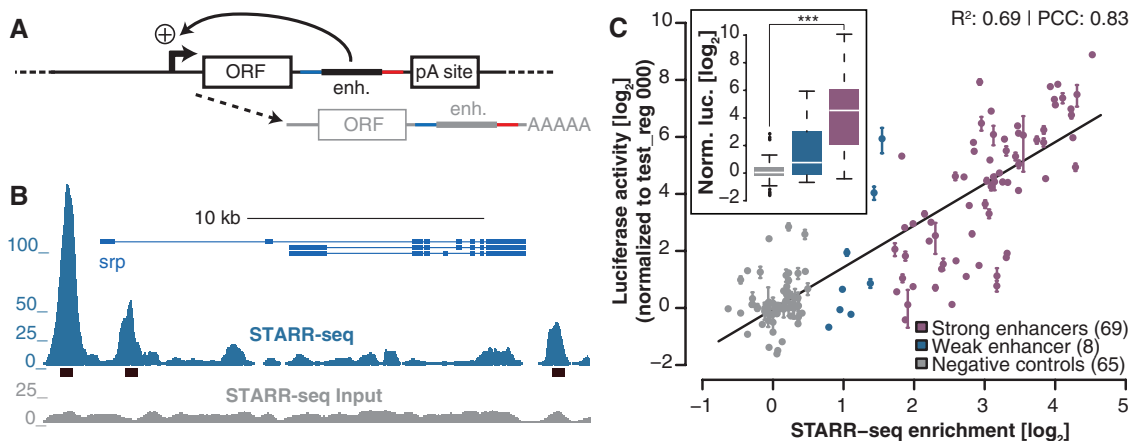 A
⊕
ORF
enh.
pA site
enh.
ORF
AAAAA
B
10 kb
100
srp
50
25
0
STARR-seq
25
0
STARR-seq Input
C
R²: 0.69 | PCC: 0.83
***
Norm. luc. [log₂]
10
8
6
4
2
0
−2
Luciferase activity [log₂]
(normalized to test_reg 000)
8
6
4
2
0
−2
Strong enhancers (69)
Weak enhancer (8)
Negative controls (65)
−1 0 1 2 3 4 5
STARR−seq enrichment [log₂]